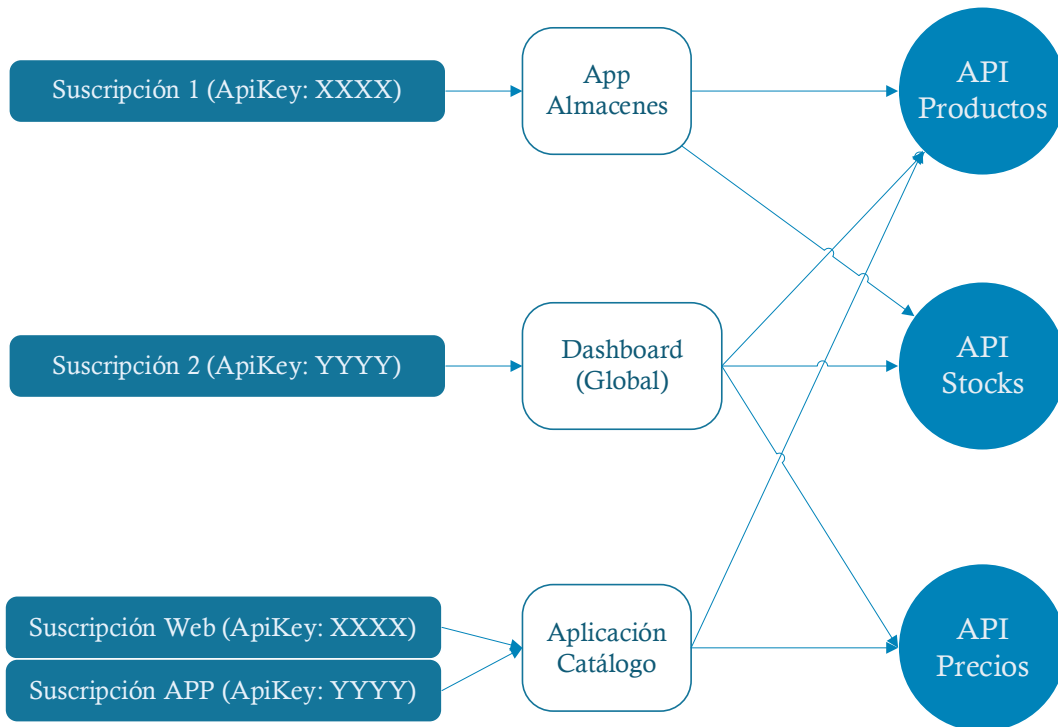 Suscripción 1 (ApiKey: XXXX)
App
Almacenes
API
Productos
Suscripción 2 (ApiKey: YYYY)
Dashboard
(Global)
API
Stocks
Suscripción Web (ApiKey: XXXX)
Suscripción APP (ApiKey: YYYY)
Aplicación
Catálogo
API
Precios